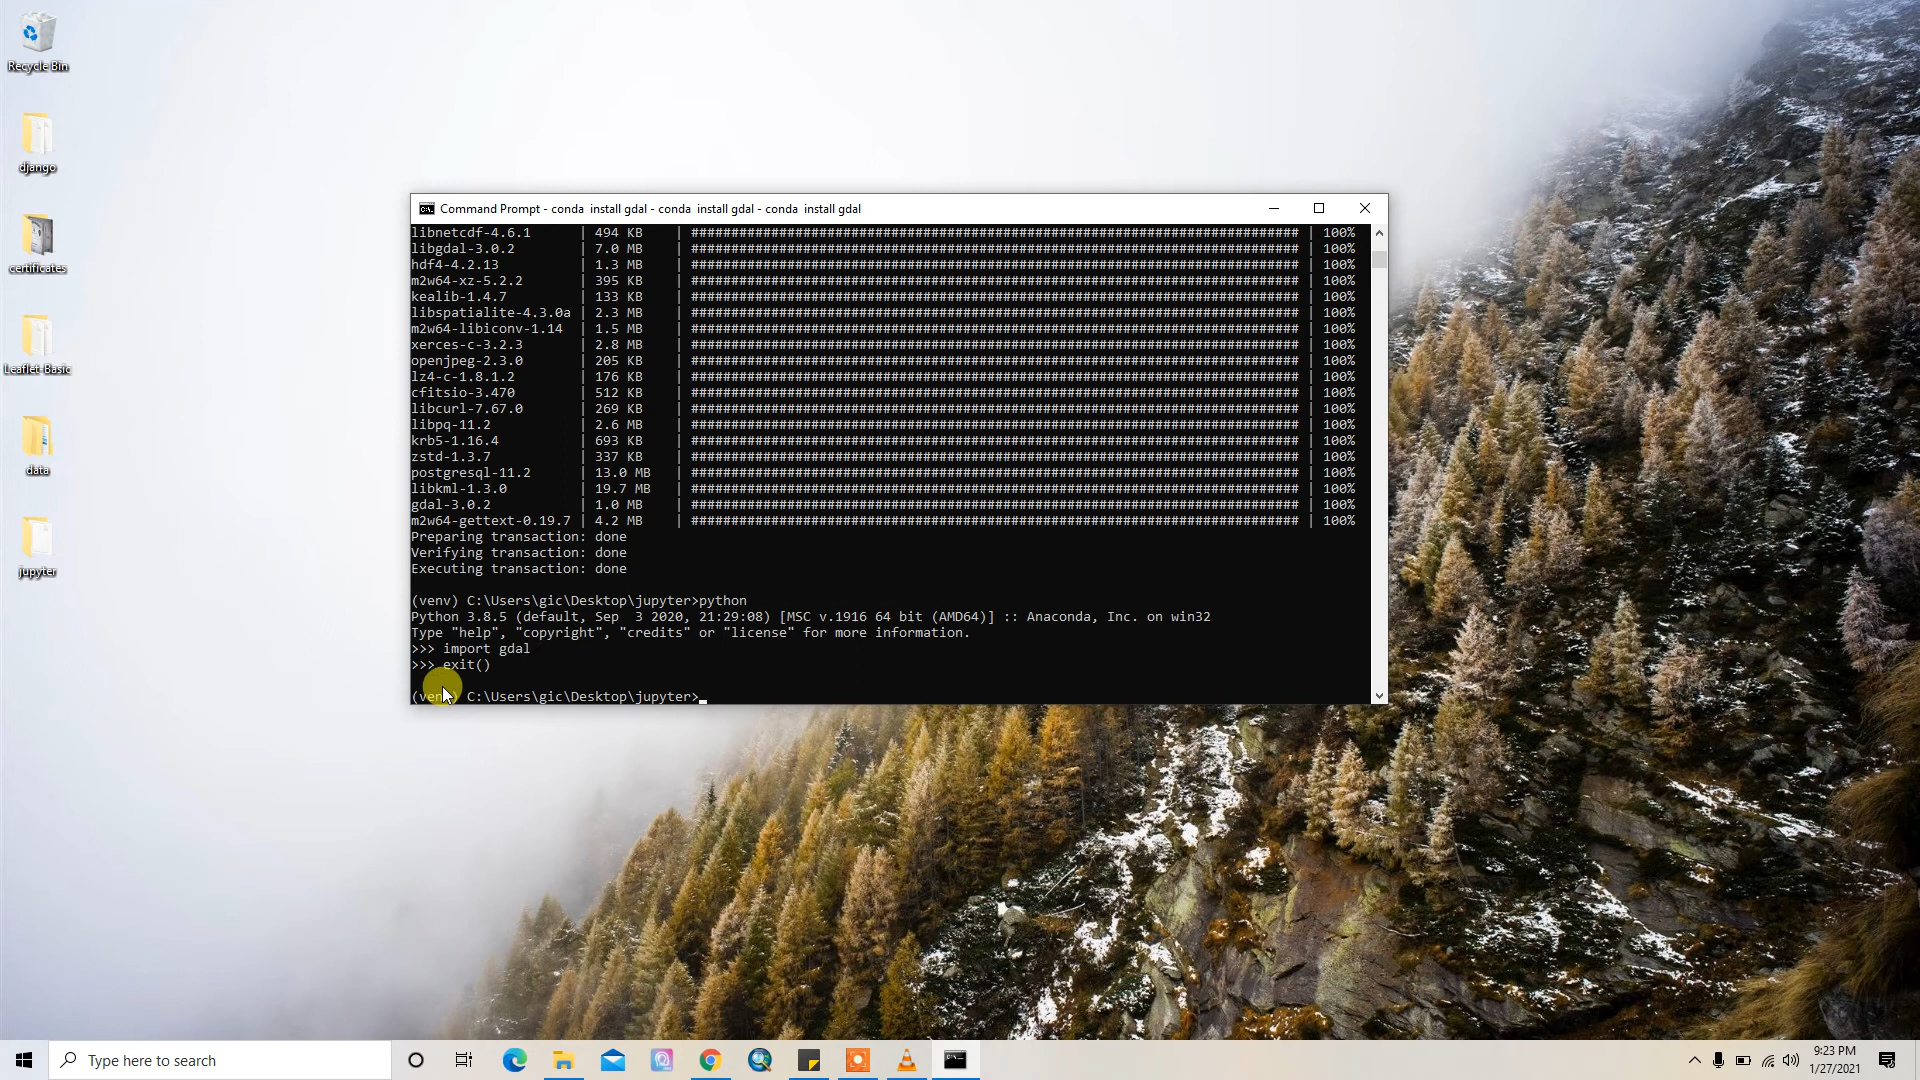 Recycle Bin
django
certificates
Leaflet-Basic
data
jupyter
Command Prompt - conda  install gdal - conda  install gdal - conda  install gdal
libnetcdf-4.6.1      | 494 KB    | ############################################################################ | 100%
libgdal-3.0.2        | 7.0 MB    | ############################################################################ | 100%
hdf4-4.2.13          | 1.3 MB    | ############################################################################ | 100%
m2w64-xz-5.2.2       | 395 KB    | ############################################################################ | 100%
kealib-1.4.7         | 133 KB    | ############################################################################ | 100%
libspatialite-4.3.0a | 2.3 MB    | ############################################################################ | 100%
m2w64-libiconv-1.14  | 1.5 MB    | ############################################################################ | 100%
xerces-c-3.2.3       | 2.8 MB    | ############################################################################ | 100%
openjpeg-2.3.0       | 205 KB    | ############################################################################ | 100%
lz4-c-1.8.1.2        | 176 KB    | ############################################################################ | 100%
cfitsio-3.470        | 512 KB    | ############################################################################ | 100%
libcurl-7.67.0       | 269 KB    | ############################################################################ | 100%
libpq-11.2           | 2.6 MB    | ############################################################################ | 100%
krb5-1.16.4          | 693 KB    | ############################################################################ | 100%
zstd-1.3.7           | 337 KB    | ############################################################################ | 100%
postgresql-11.2      | 13.0 MB   | ############################################################################ | 100%
libkml-1.3.0         | 19.7 MB   | ############################################################################ | 100%
gdal-3.0.2           | 1.0 MB    | ############################################################################ | 100%
m2w64-gettext-0.19.7 | 4.2 MB    | ############################################################################ | 100%
Preparing transaction: done
Verifying transaction: done
Executing transaction: done
(venv) C:\Users\gic\Desktop\jupyter>python
Python 3.8.5 (default, Sep  3 2020, 21:29:08) [MSC v.1916 64 bit (AMD64)] :: Anaconda, Inc. on win32
Type "help", "copyright", "credits" or "license" for more information.
>>> import gdal
>>> exit()
(venv) C:\Users\gic\Desktop\jupyter>
Type here to search
9:23 PM
1/27/2021